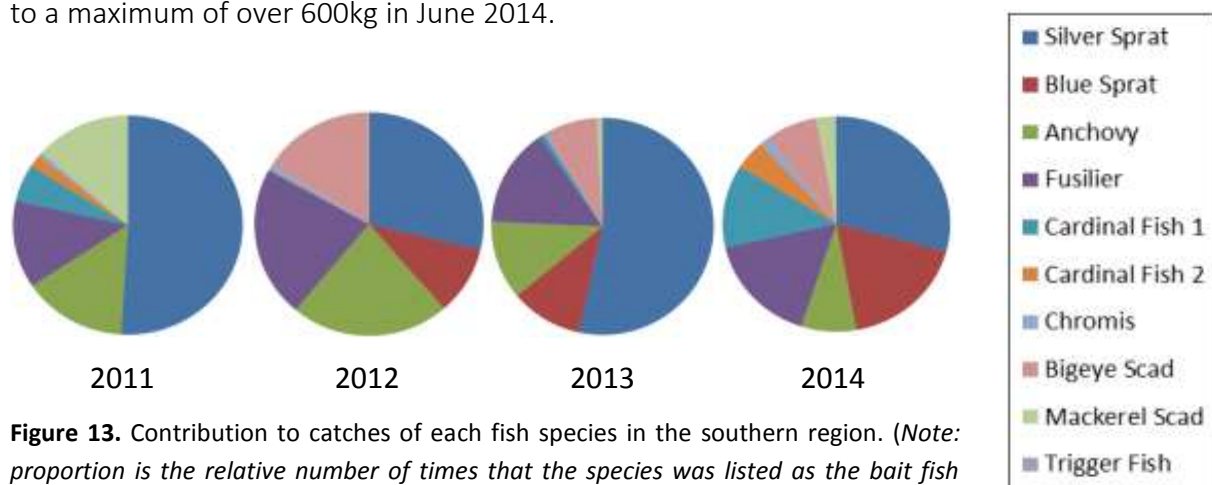 to a maximum of over 600kg in June 2014.
Silver Sprat
Blue Sprat
Anchovy
Fusilier
Cardinal Fish 1
Cardinal Fish 2
Chromis
Bigeye Scad
Mackerel Scad
Trigger Fish
2011
2012
2013
2014
Figure 13. Contribution to catches of each fish species in the southern region. (Note:
proportion is the relative number of times that the species was listed as the bait fish